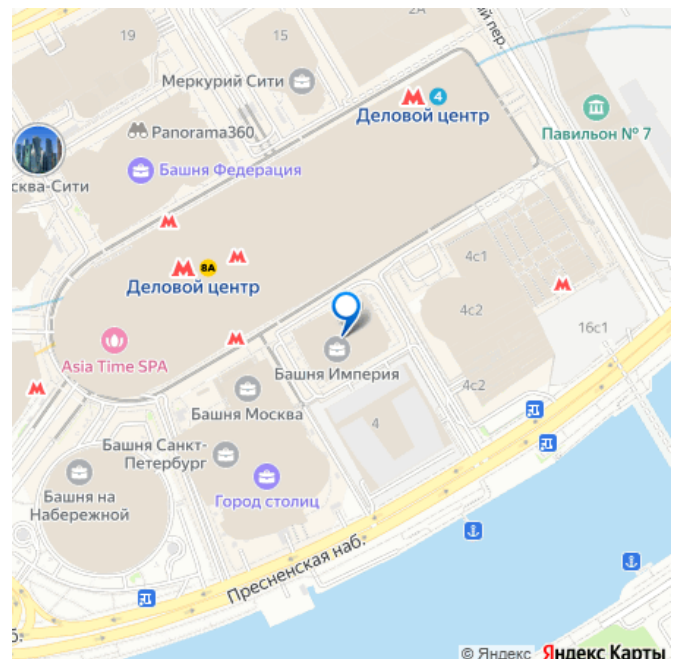 2А
19
15
ый пер.
Меркурий Сити
4
Деловой центр
Panorama360
Павильон № 7
сква-Сити
Башня Федерация
8А
Деловой центр
4с1
4с2
16с1
Asia Time SPA
Башня Империя
4с2
Башня Москва
4
Башня Санкт-
Петербург
Башня на
Набережной
Город столиц
Пресненская наб.
б:
© Яндекс Яндекс Карты